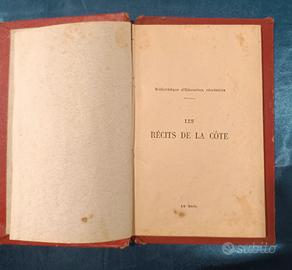 Bibliothèque d'Éducation récréative
LES
RÉCITS DE LA CÔTE
subito